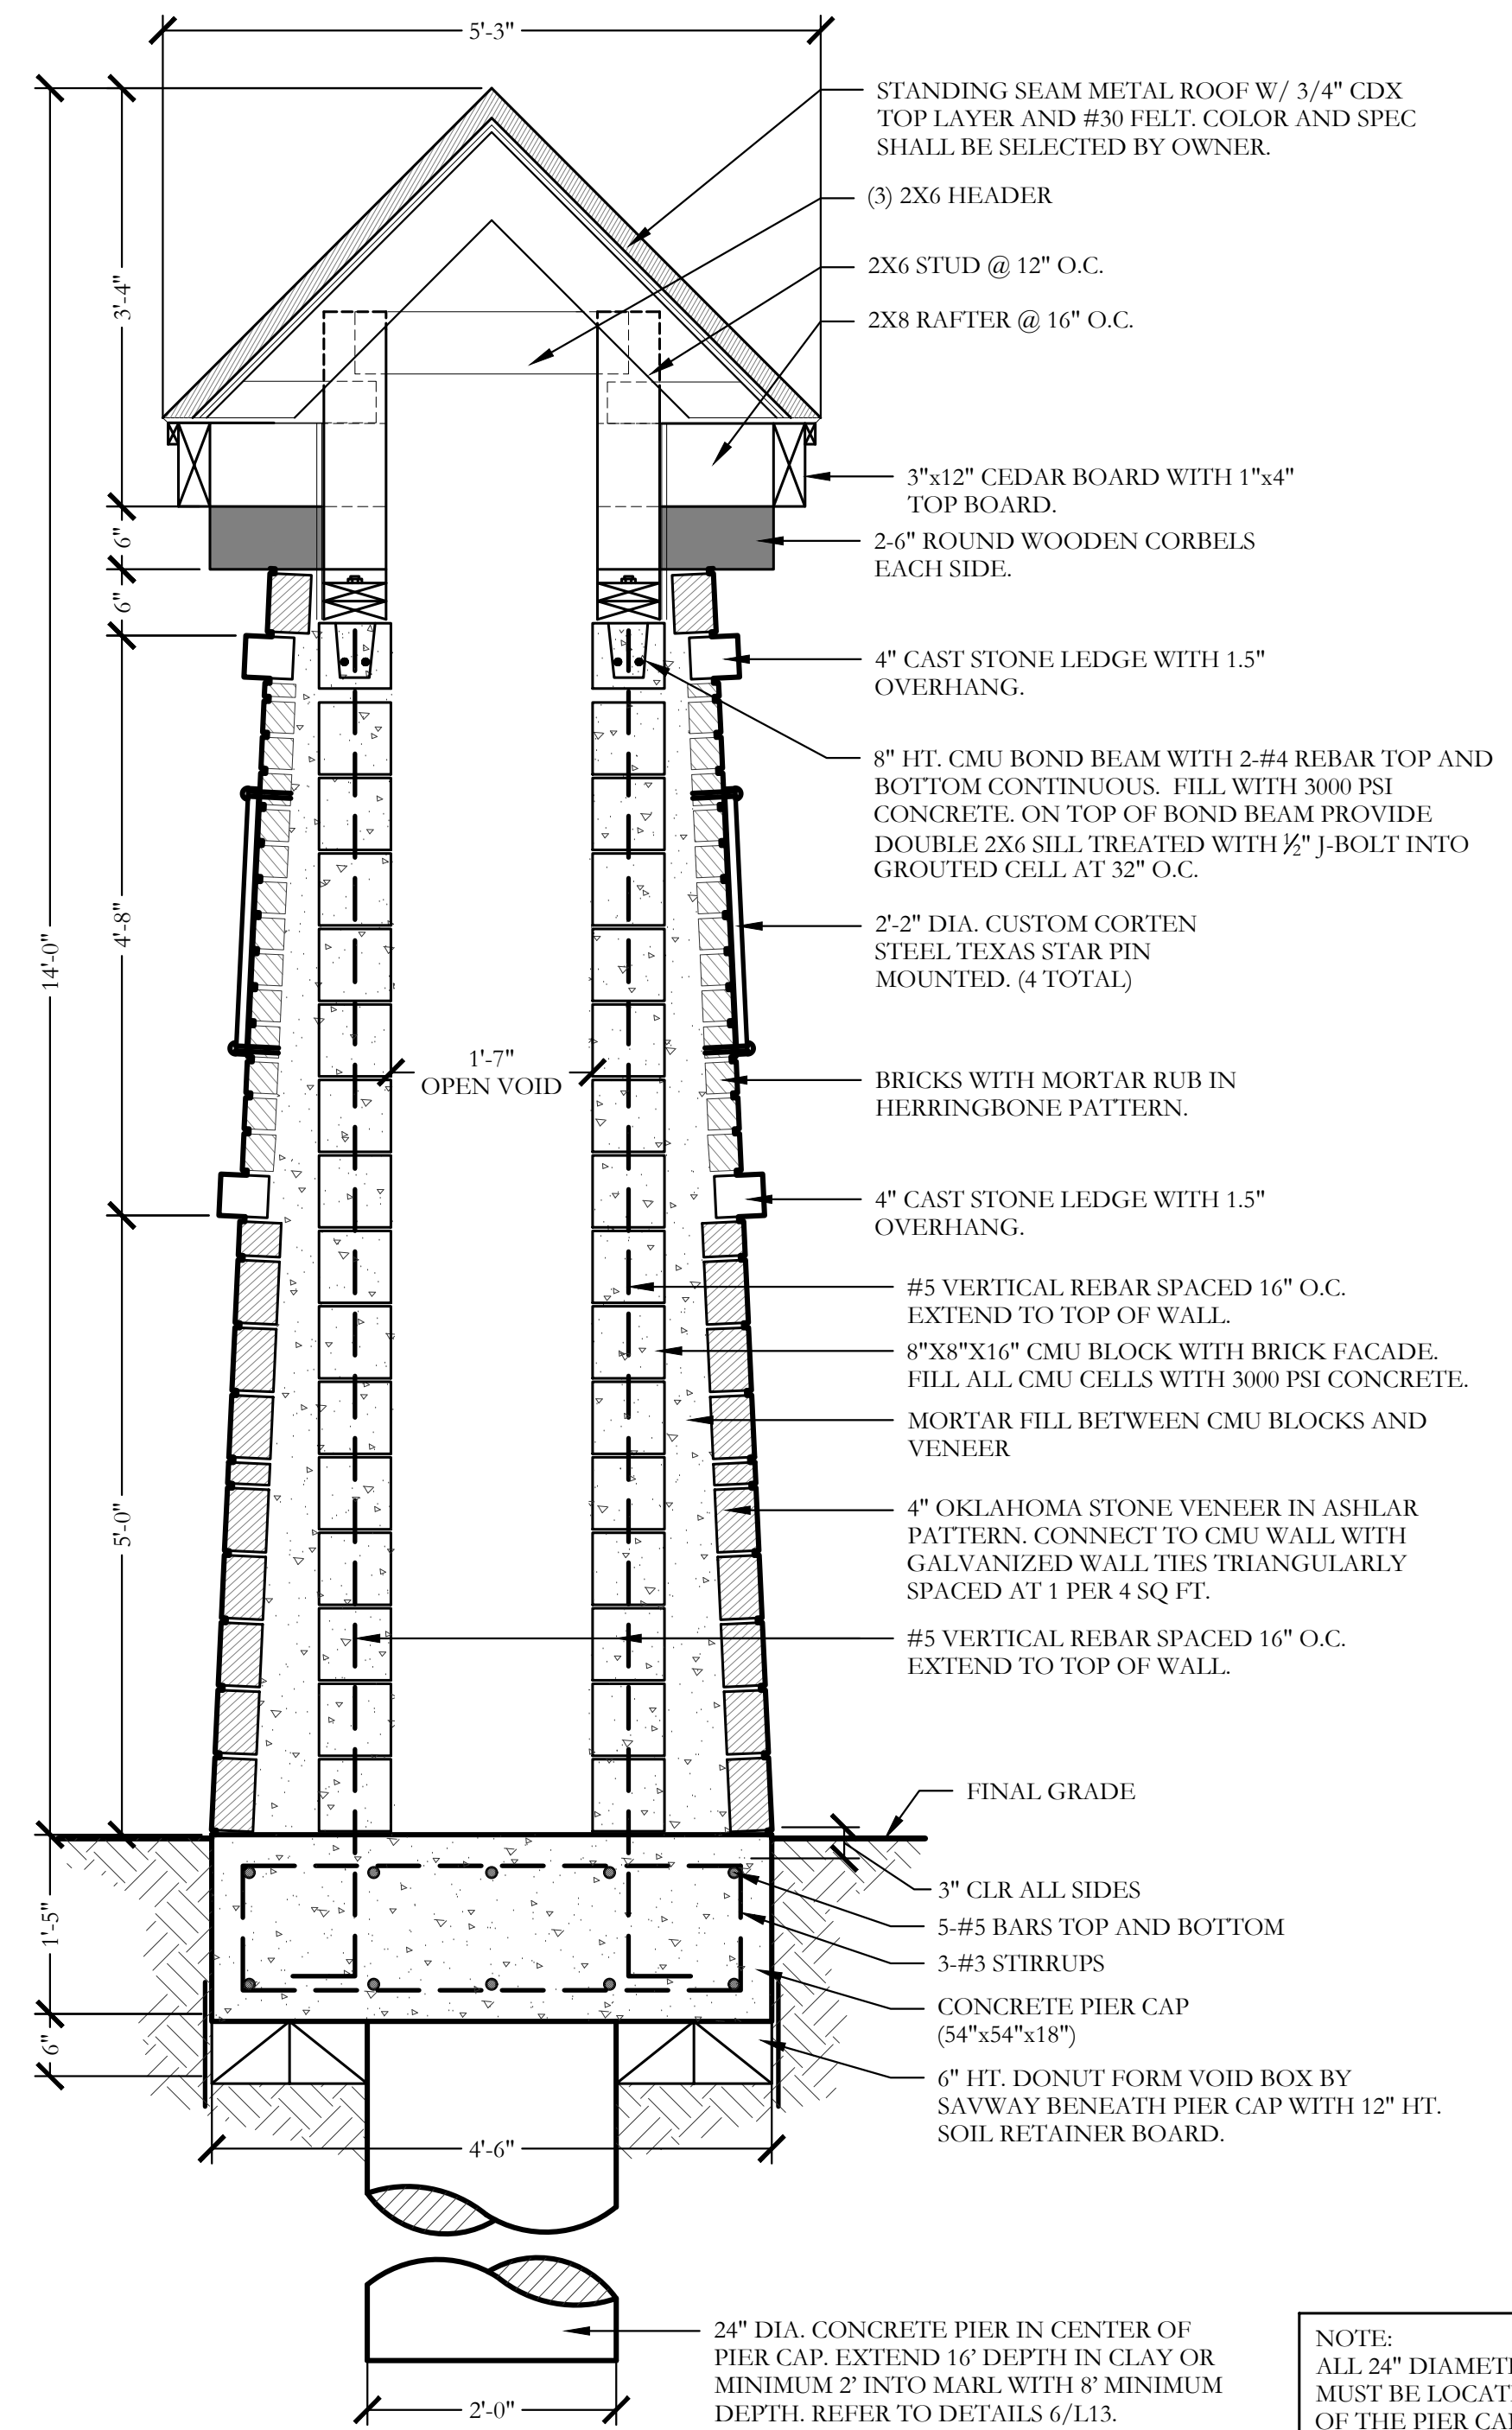 5'-3"
STANDING SEAM METAL ROOF W/ 3/4" CDX
TOP LAYER AND #30 FELT. COLOR AND SPEC
SHALL BE SELECTED BY OWNER.
(3) 2X6 HEADER
2X6 STUD @ 12" O.C.
2X8 RAFTER @ 16" O.C.
3'-4"
3"x12" CEDAR BOARD WITH 1"x4"
TOP BOARD.
6"
2-6" ROUND WOODEN CORBELS
EACH SIDE.
6"
4" CAST STONE LEDGE WITH 1.5"
OVERHANG.
8" HT. CMU BOND BEAM WITH 2-#4 REBAR TOP AND
BOTTOM CONTINUOUS. FILL WITH 3000 PSI
CONCRETE. ON TOP OF BOND BEAM PROVIDE
DOUBLE 2X6 SILL TREATED WITH ½" J-BOLT INTO
GROUTED CELL AT 32" O.C.
14'-0"
4'-8"
2'-2" DIA. CUSTOM CORTEN
STEEL TEXAS STAR PIN
MOUNTED. (4 TOTAL)
1'-7"
OPEN VOID
BRICKS WITH MORTAR RUB IN
HERRINGBONE PATTERN.
4" CAST STONE LEDGE WITH 1.5"
OVERHANG.
#5 VERTICAL REBAR SPACED 16" O.C.
EXTEND TO TOP OF WALL.
8"X8"X16" CMU BLOCK WITH BRICK FACADE.
FILL ALL CMU CELLS WITH 3000 PSI CONCRETE.
MORTAR FILL BETWEEN CMU BLOCKS AND
VENEER
5'-0"
4" OKLAHOMA STONE VENEER IN ASHLAR
PATTERN. CONNECT TO CMU WALL WITH
GALVANIZED WALL TIES TRIANGULARLY
SPACED AT 1 PER 4 SQ FT.
#5 VERTICAL REBAR SPACED 16" O.C.
EXTEND TO TOP OF WALL.
FINAL GRADE
3" CLR ALL SIDES
5-#5 BARS TOP AND BOTTOM
3-#3 STIRRUPS
1'-5"
CONCRETE PIER CAP
(54"x54"x18")
6"
6" HT. DONUT FORM VOID BOX BY
SAVWAY BENEATH PIER CAP WITH 12" HT.
SOIL RETAINER BOARD.
4'-6"
24" DIA. CONCRETE PIER IN CENTER OF
PIER CAP. EXTEND 16' DEPTH IN CLAY OR
MINIMUM 2' INTO MARL WITH 8' MINIMUM
DEPTH. REFER TO DETAILS 6/L13.
2'-0"
NOTE:
ALL 24" DIAMETE
MUST BE LOCAT
OF THE PIER CA